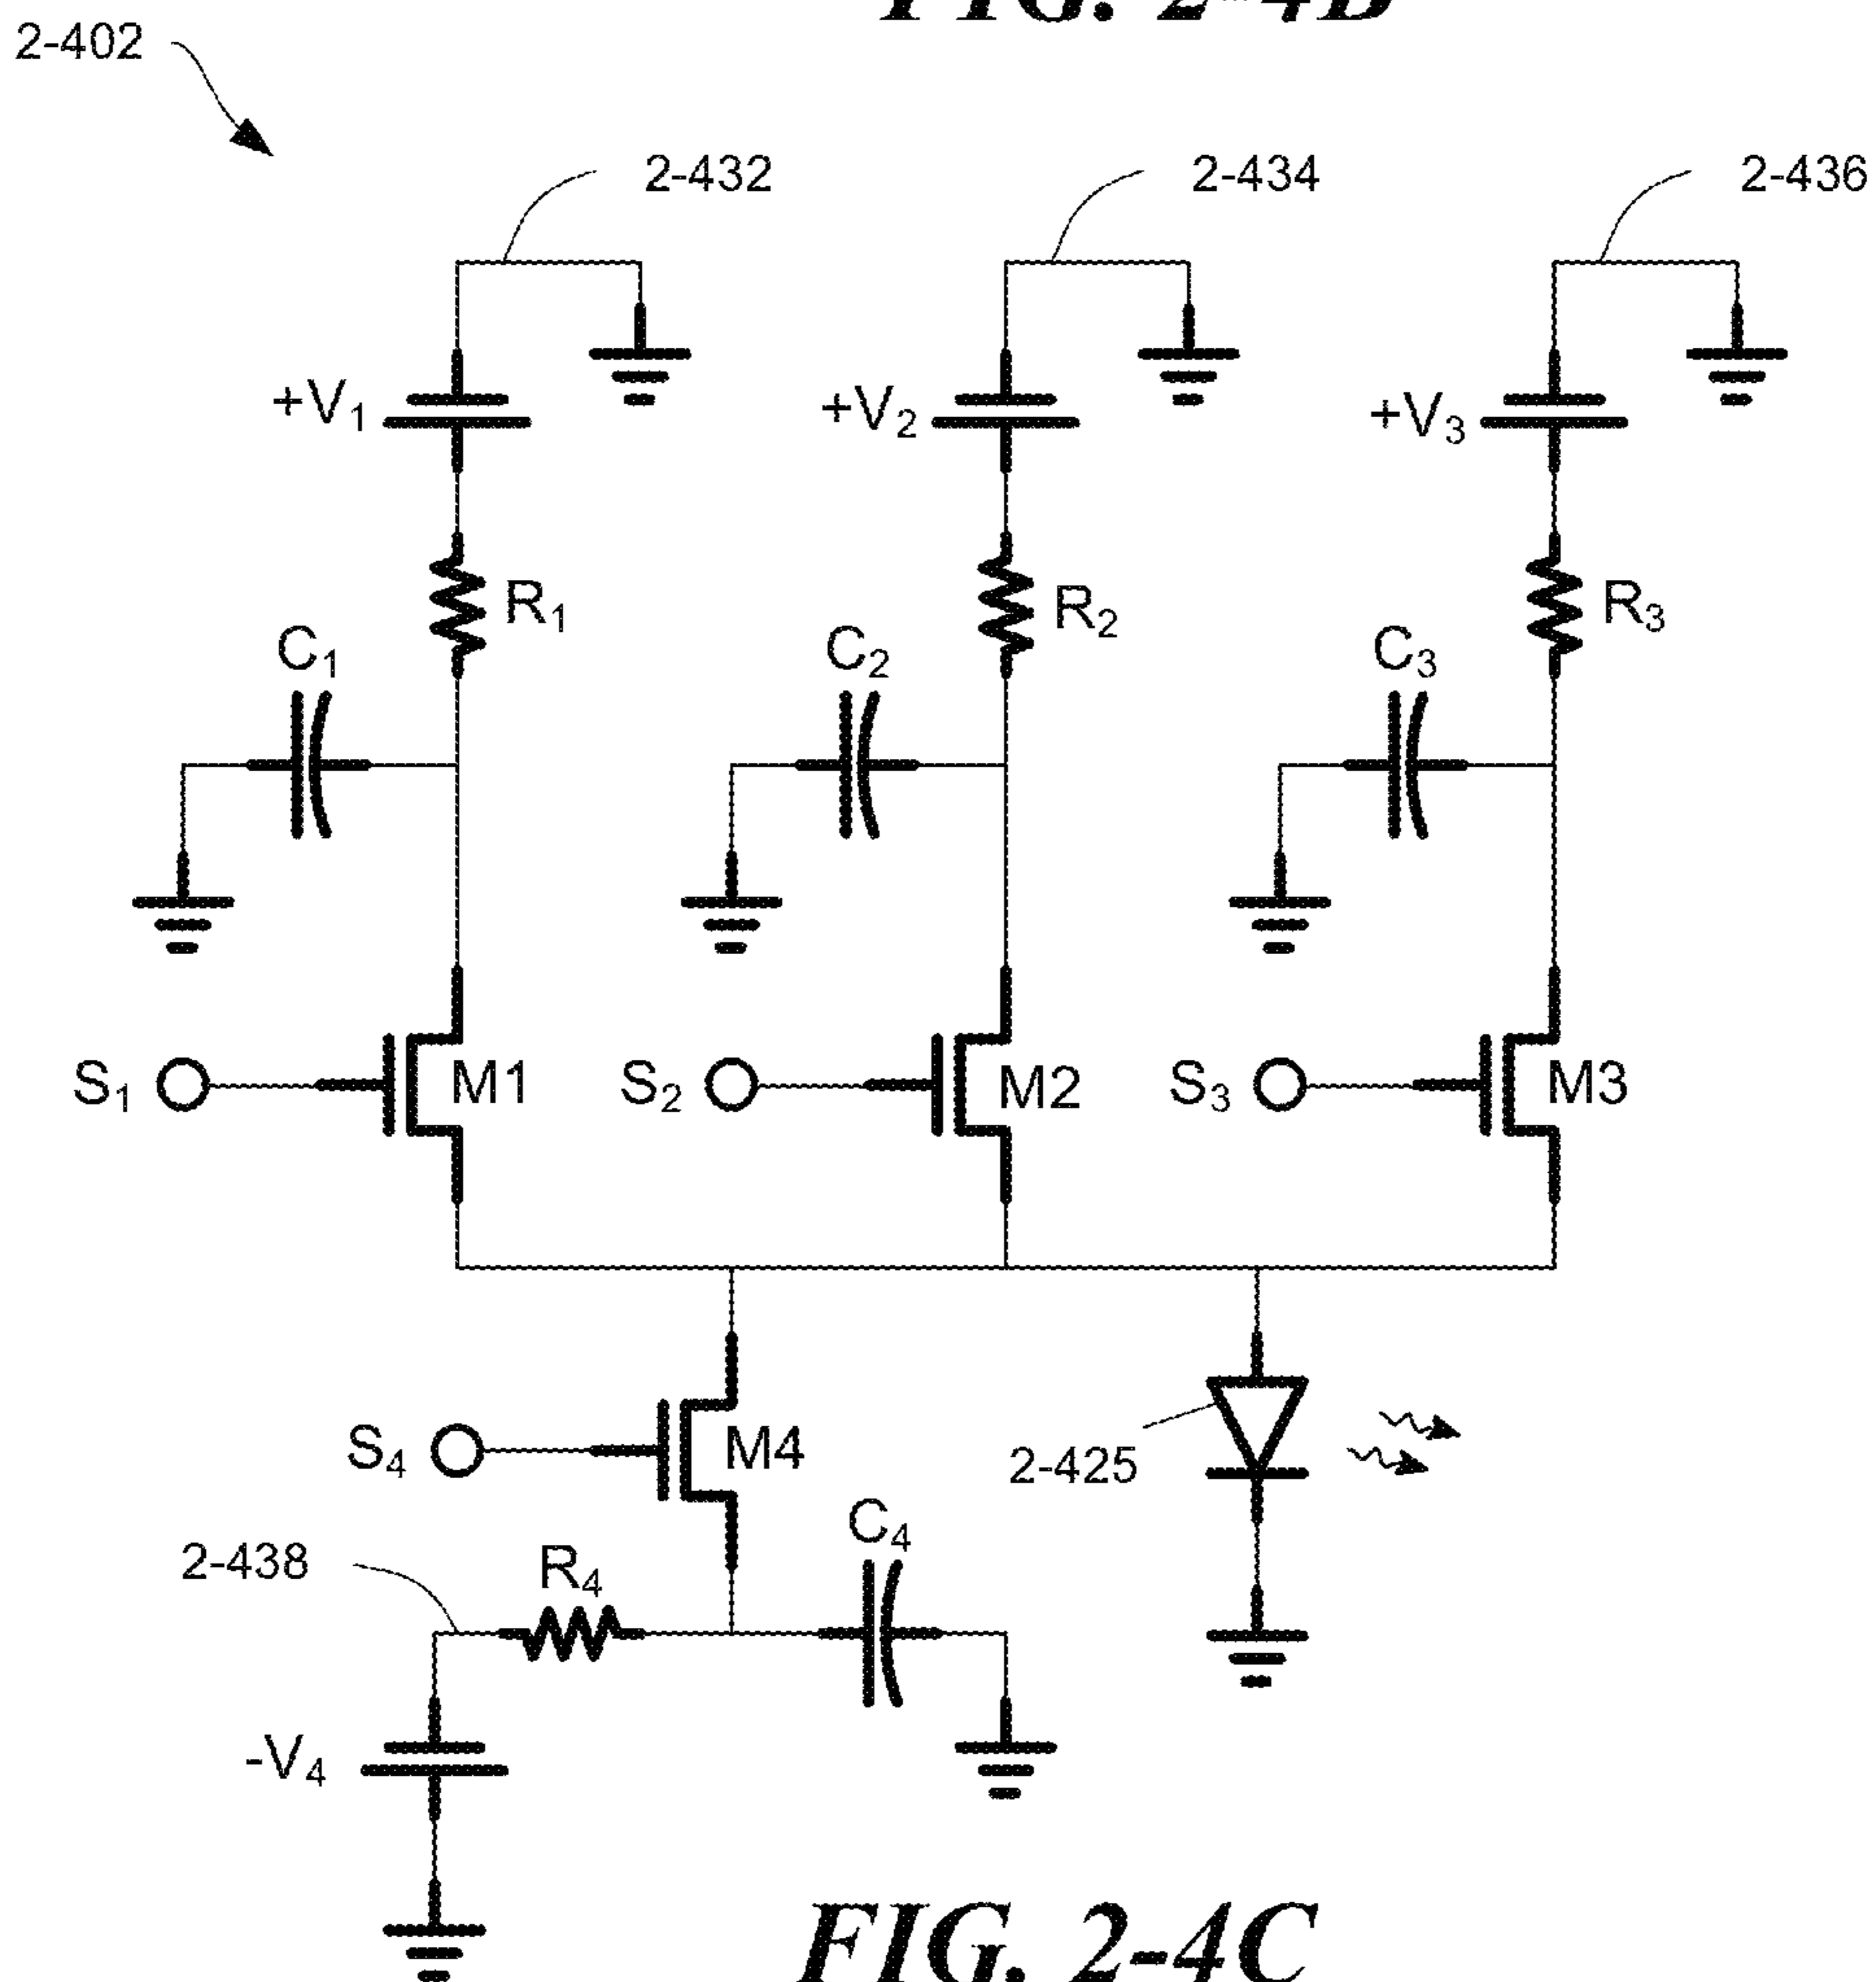 FIG. 2-4B
2-402
2-432
2-434
2-436
+V1
+V2
+V3
R1
R2
R3
C1
C2
C3
S1
M1
S2
M2
S3
M3
S4
M4
2-425
C4
2-438
R4
-V4
FIG. 2-4C